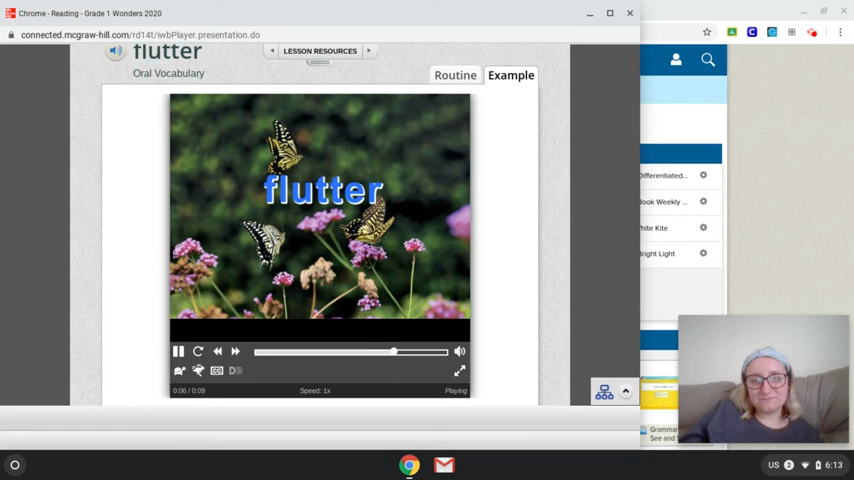 Chrome - Reading - Grade 1 Wonders 2020
connected.mcgraw-hill.com/rd14t/iwbPlayer.presentation.do
flutter
LESSON RESOURCES
Oral Vocabulary
Routine
Example
flutter
CC
D
0:06 / 0:09
Speed: 1x
Playing
Differentiated...
Book Weekly ...
White Kite
Bright Light
Gramma
See and S
US 2 6:13